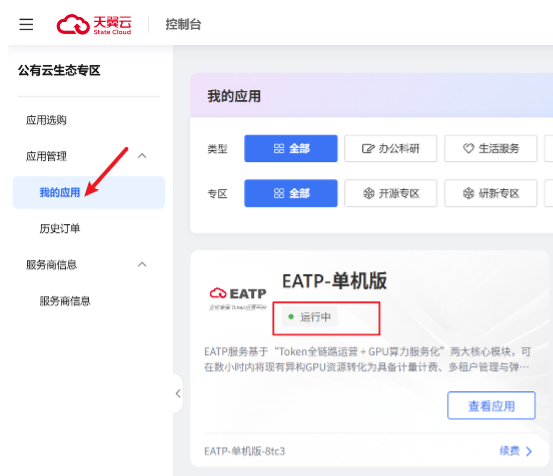 天翼云
State Cloud
控制台
公有云生态专区
应用选购
应用管理
我的应用
历史订单
服务商信息
服务商信息
我的应用
类型
全部
办公科研
生活服务
专区
全部
开源专区
研新专区
EATP
EATP-单机版
运行中
EATP服务基于“Token全链路运营 + GPU算力服务化”两大核心模块，可
在数小时内将现有异构GPU资源转化为具备计量计费、多租户管理与弹…
查看应用
EATP-单机版-8tc3
续费